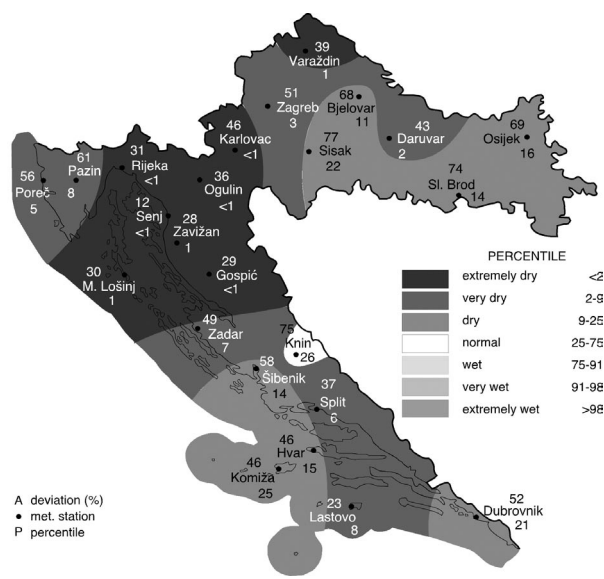 39
Varaždin
1
51
Zagreb
3
68
Bjelovar
11
46
Karlovac
<1
77
Sisak
22
43
Daruvar
2
69
Osijek
16
74
Sl. Brod
14
31
Rijeka
<1
61
Pazin
8
56
Poreč
5
36
Ogulin
<1
12
Senj
<1
28
Zavižan
1
29
Gospić
<1
30
M. Lošinj
1
49
Zadar
7
75
Knin
26
58
Šibenik
14
37
Split
6
46
Hvar
15
46
Komiža
25
23
Lastovo
8
52
Dubrovnik
21
PERCENTILE
extremely dry <2
very dry 2-9
dry 9-25
normal 25-75
wet 75-91
very wet 91-98
extremely wet >98
A deviation (%)
● met. station
P percentile